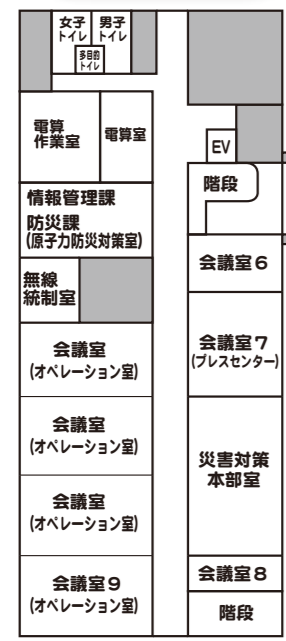 女子
トイレ
男子
トイレ
多目的
トイレ
電算
作業室
電算室
EV
階段
情報管理課
防災課
(原子力防災対策室)
無線
統制室
会議室6
会議室
(オペレーション室)
会議室7
(プレスセンター)
会議室
(オペレーション室)
災害対策
本部室
会議室
(オペレーション室)
会議室9
(オペレーション室)
会議室8
階段